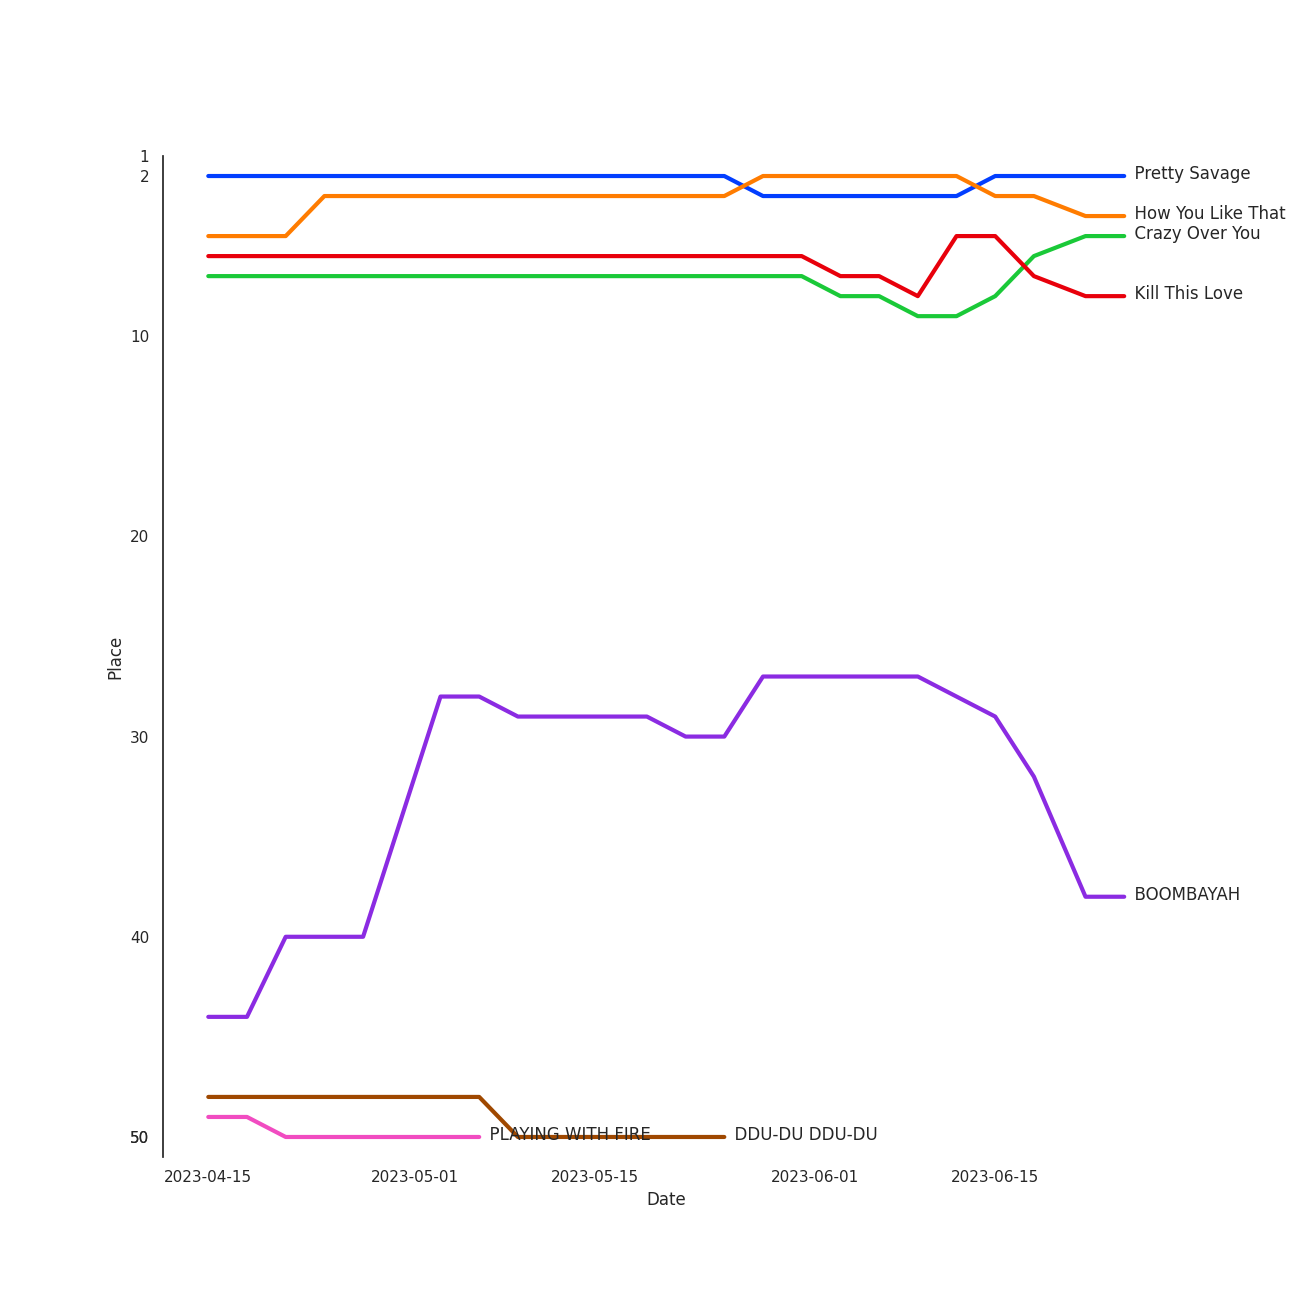 1
2
10
20
30
40
50
Place
Pretty Savage
How You Like That
Crazy Over You
Kill This Love
BOOMBAYAH
PLAYING WITH FIRE
DDU-DU DDU-DU
2023-04-15
2023-05-01
2023-05-15
2023-06-01
2023-06-15
Date